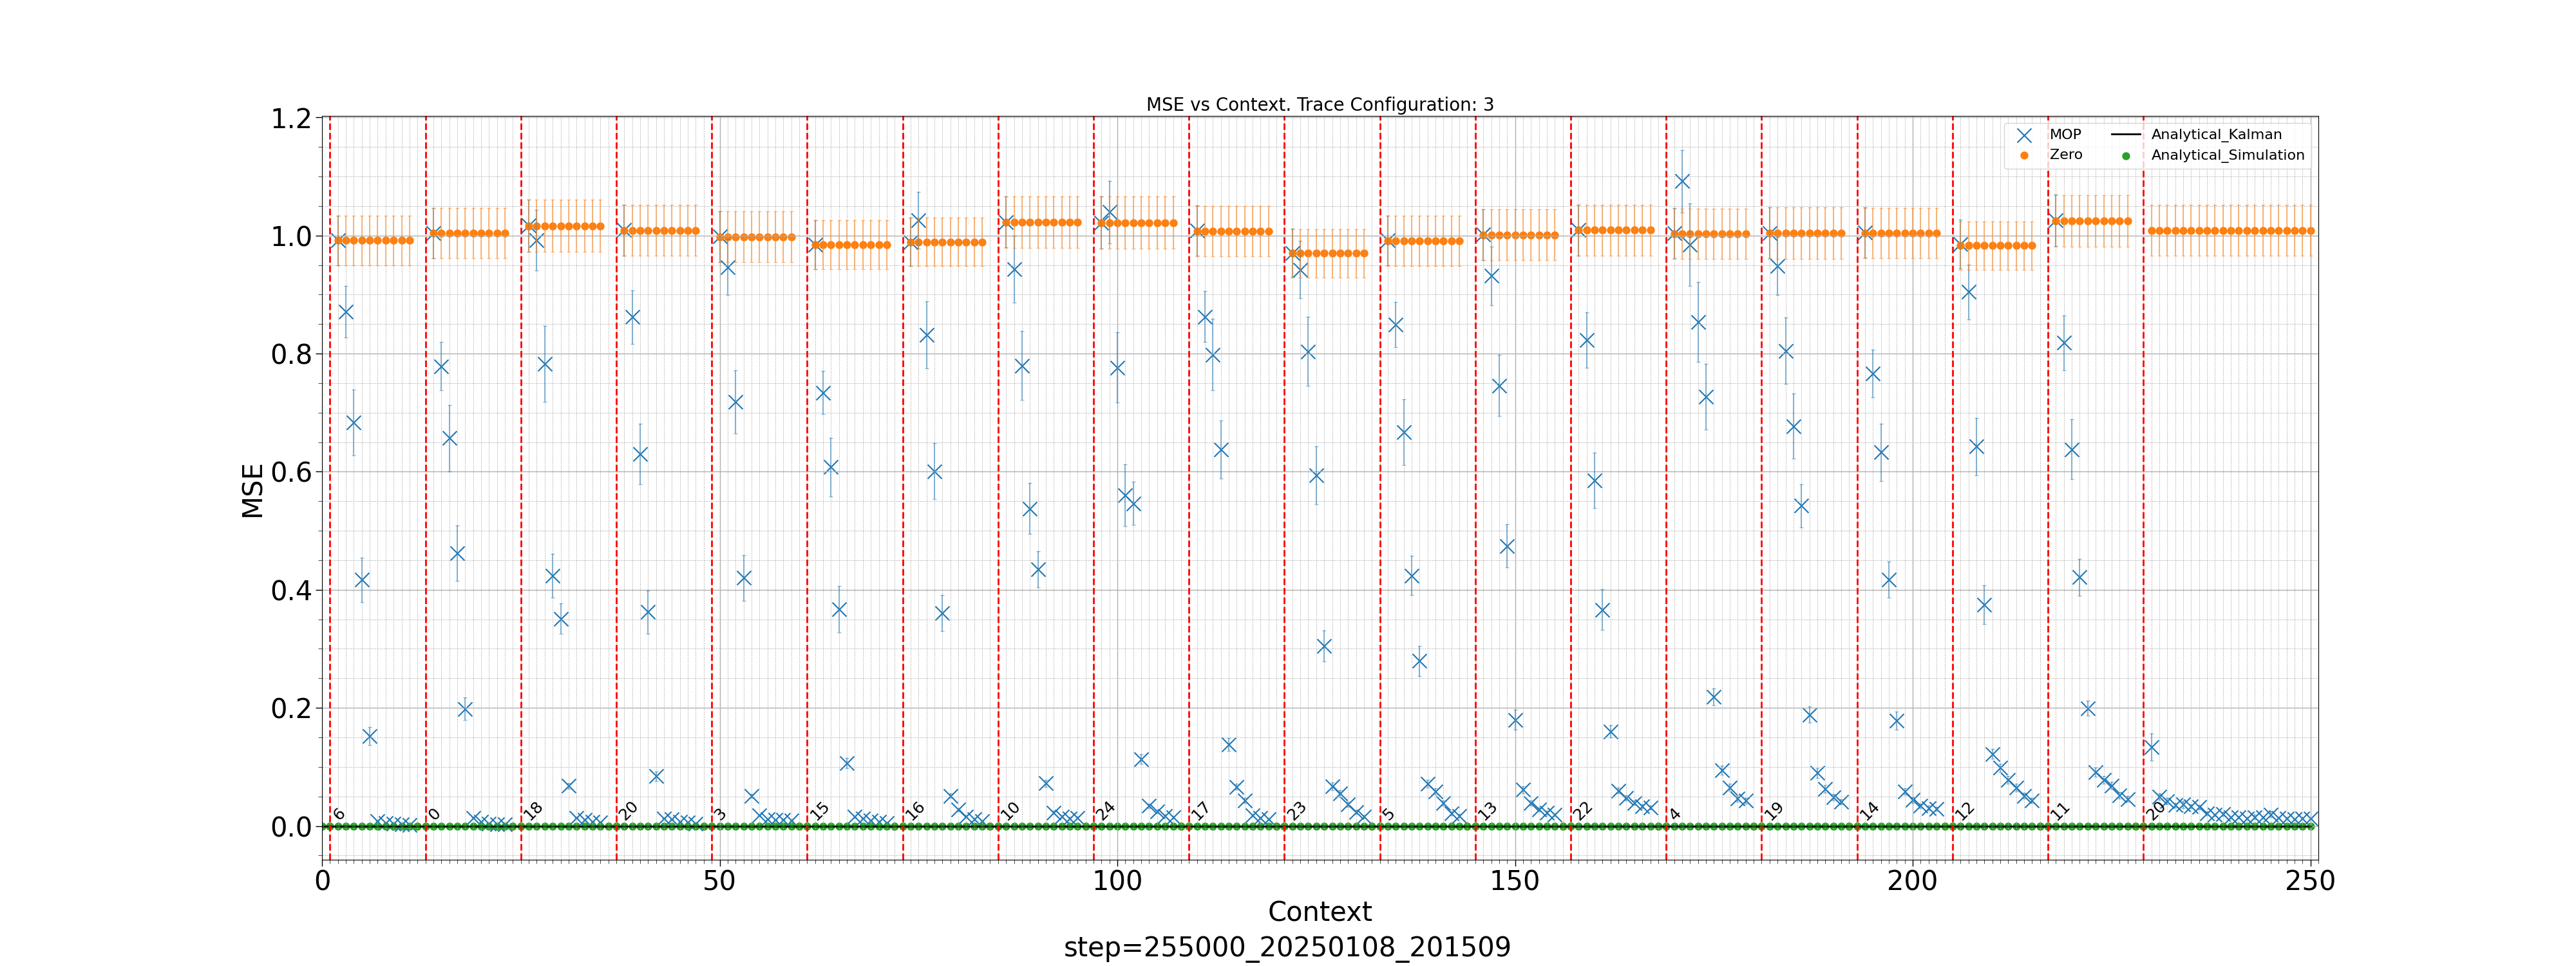 MSE vs Context. Trace Configuration: 3
MOP
Zero
Analytical_Kalman
Analytical_Simulation
MSE
1.2
1.0
0.8
0.6
0.4
0.2
0.0
6 0 18 20 3 15 16 10 24 17 23 5 13 22 4 19 14 12 11 20
0 50 100 150 200 250
Context
step=255000_20250108_201509